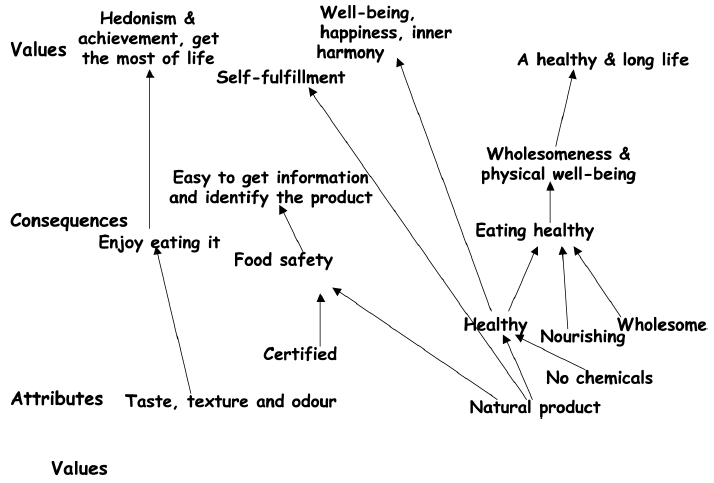 Hedonism &
achievement, get
the most of life
Well-being,
happiness, inner
harmony
Values
Self-fulfillment
A healthy & long life
Wholesomeness &
physical well-being
Easy to get information
and identify the product
Consequences
Enjoy eating it
Eating healthy
Food safety
Healthy
Nourishing
Wholesome
Certified
No chemicals
Attributes
Taste, texture and odour
Natural product
Values